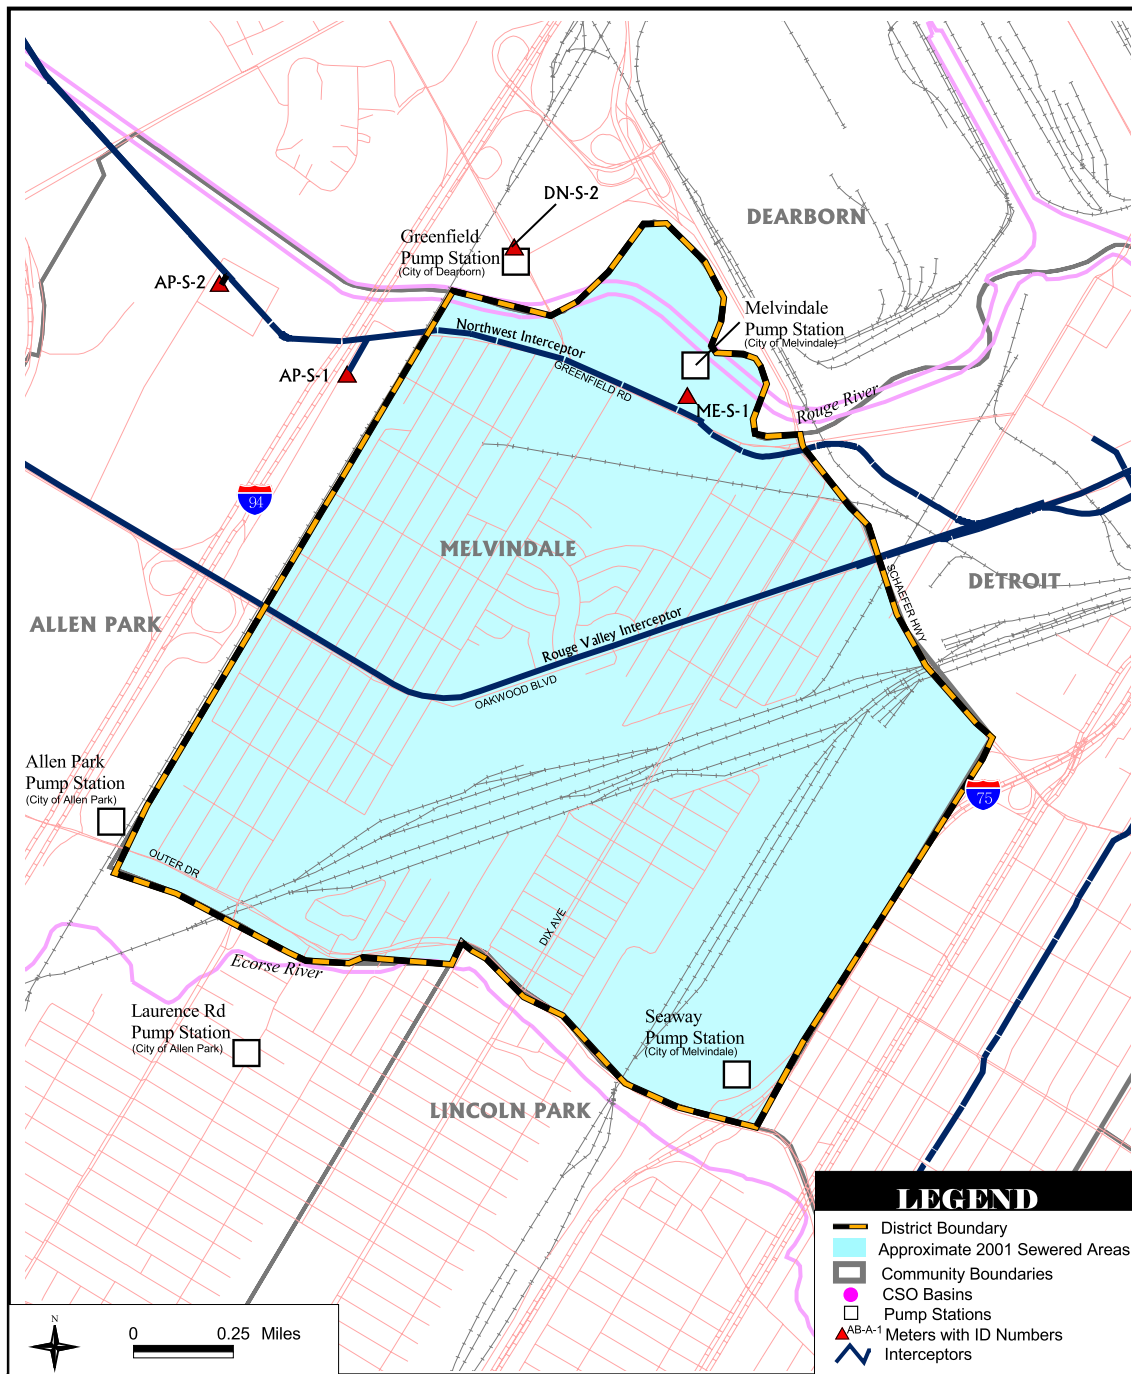 DN-S-2
DEARBORN
Greenfield
Pump Station
(City of Dearborn)
AP-S-2
Melvindale
Pump Station
(City of Melvindale)
Northwest Interceptor
GREENFIELD RD
AP-S-1
ME-S-1
Rouge River
94
MELVINDALE
DETROIT
SCHAEFER HWY
ALLEN PARK
Rouge Valley Interceptor
OAKWOOD BLVD
Allen Park
Pump Station
(City of Allen Park)
75
OUTER DR
DIX AVE
Ecorse River
Laurence Rd
Pump Station
(City of Allen Park)
Seaway
Pump Station
(City of Melvindale)
LINCOLN PARK
LEGEND
District Boundary
Approximate 2001 Sewered Areas
Community Boundaries
CSO Basins
Pump Stations
AB-A-1 Meters with ID Numbers
Interceptors
N
0 0.25 Miles